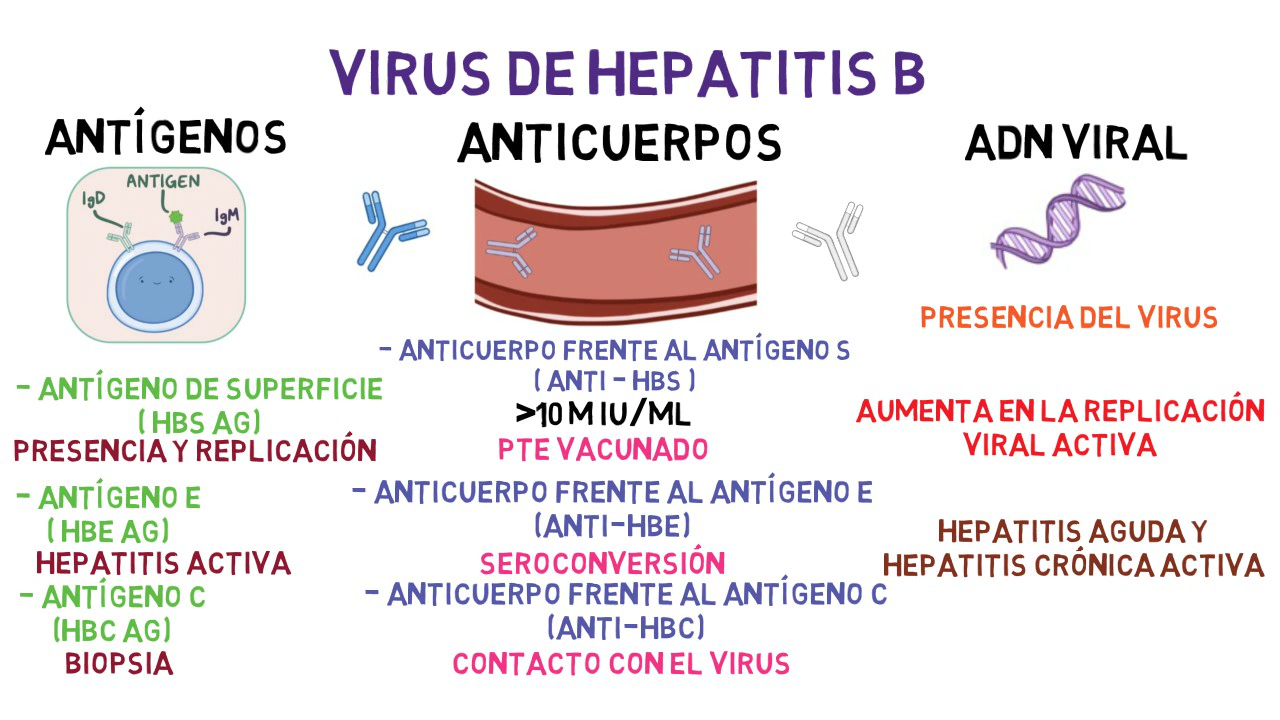 VIRUS DE HEPATITIS B
ANTÍGENOS
ANTIGEN
IgD
IgM
- ANTÍGENO DE SUPERFICIE
(HBS AG)
PRESENCIA Y REPLICACIÓN
- ANTÍGENO E
(HBE AG)
HEPATITIS ACTIVA
- ANTÍGENO C
(HBC AG)
BIOPSIA
ANTICUERPOS
- ANTICUERPO FRENTE AL ANTÍGENO S
(ANTI - HBS)
>10 M IU/ML
PTE VACUNADO
- ANTICUERPO FRENTE AL ANTÍGENO E
(ANTI-HBE)
SEROCONVERSIÓN
- ANTICUERPO FRENTE AL ANTÍGENO C
(ANTI-HBC)
CONTACTO CON EL VIRUS
ADN VIRAL
PRESENCIA DEL VIRUS
AUMENTA EN LA REPLICACIÓN
VIRAL ACTIVA
HEPATITIS AGUDA Y
HEPATITIS CRÓNICA ACTIVA